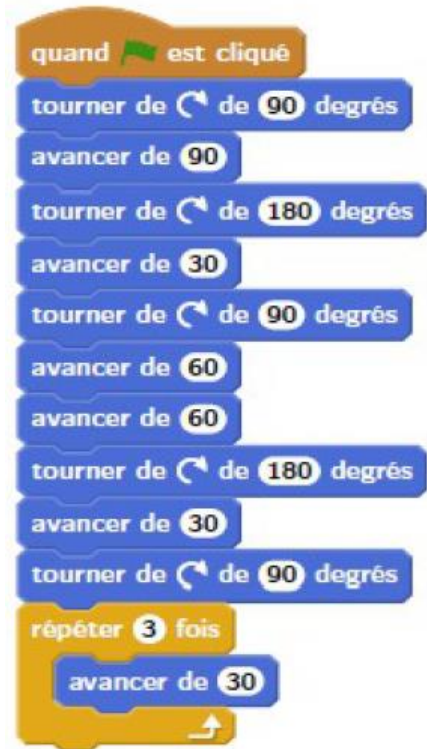 quand est cliqué
tourner de de 90 degrés
avancer de 90
tourner de de 180 degrés
avancer de 30
tourner de de 90 degrés
avancer de 60
avancer de 60
tourner de de 180 degrés
avancer de 30
tourner de de 90 degrés
répéter 3 fois
avancer de 30